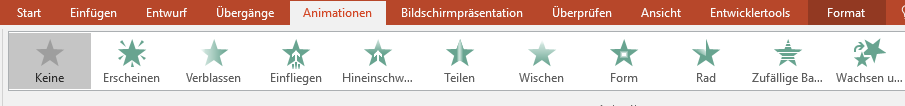 Start Einfügen Entwurf Übergänge Animationen Bildschirmpräsentation Überprüfen Ansicht Entwicklertools Format
Keine Erscheinen Verblassen Einfliegen Hineinschw... Teilen Wischen Form Rad Zufällige Ba... Wachsen u...